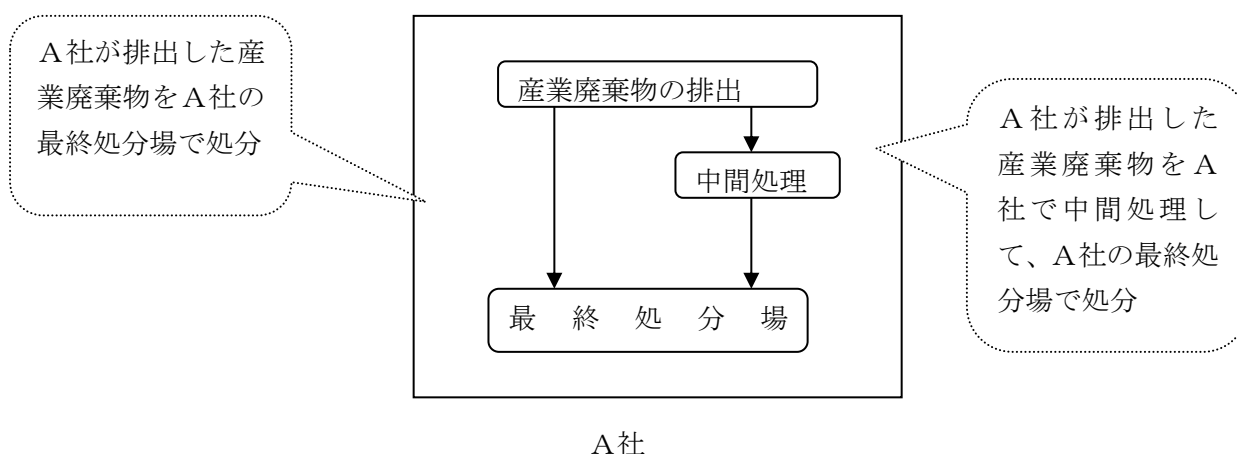 A社が排出した産
業廃棄物をA社の
最終処分場で処分
産業廃棄物の排出
中間処理
最終処分場
A社が排出した
産業廃棄物をA
社で中間処理し
て、A社の最終処
分場で処分
A社